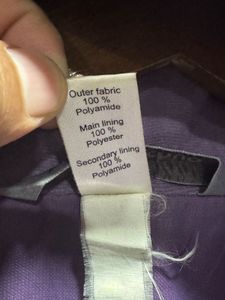 Outer fabric
100 %
Polyamide
Main lining
100 %
Polyester
Secondary lining
100 %
Polyamide